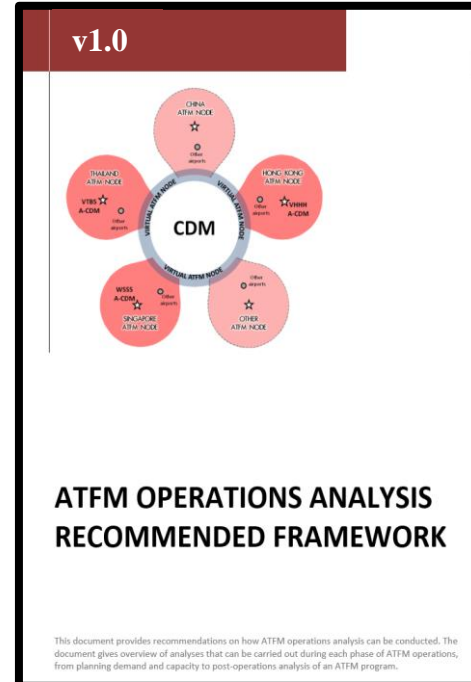 v1.0
CHINA
ATFM NODE
Other
airports
THAILAND
ATFM NODE
VTBS
A-CDM
Other
airports
HONG KONG
ATFM NODE
Other
airports
VHHH
A-CDM
VIRTUAL ATFM NODE
VIRTUAL ATFM NODE
CDM
VIRTUAL ATFM NODE
WSSS
A-CDM
Other
airports
SINGAPORE
ATFM NODE
Other
airports
OTHER
ATFM NODE
ATFM OPERATIONS ANALYSIS
RECOMMENDED FRAMEWORK
This document provides recommendations on how ATFM operations analysis can be conducted. The
document gives overview of analyses that can be carried out during each phase of ATFM operations,
from planning demand and capacity to post-operations analysis of an ATFM program.